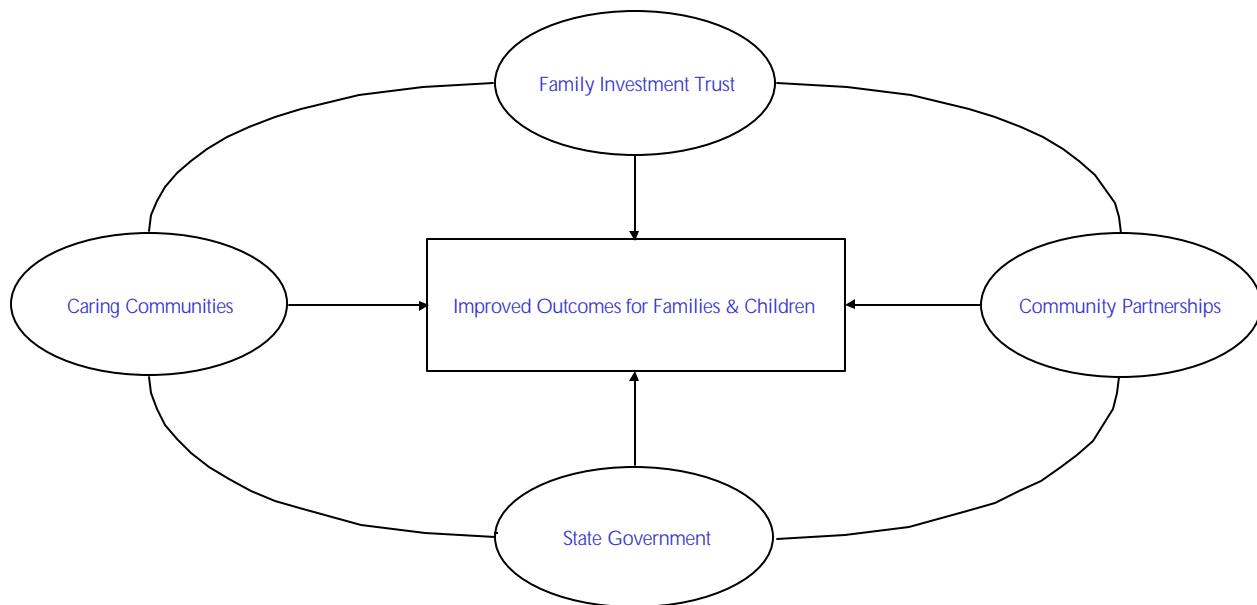 Family Investment Trust
Caring Communities
Improved Outcomes for Families & Children
Community Partnerships
State Government